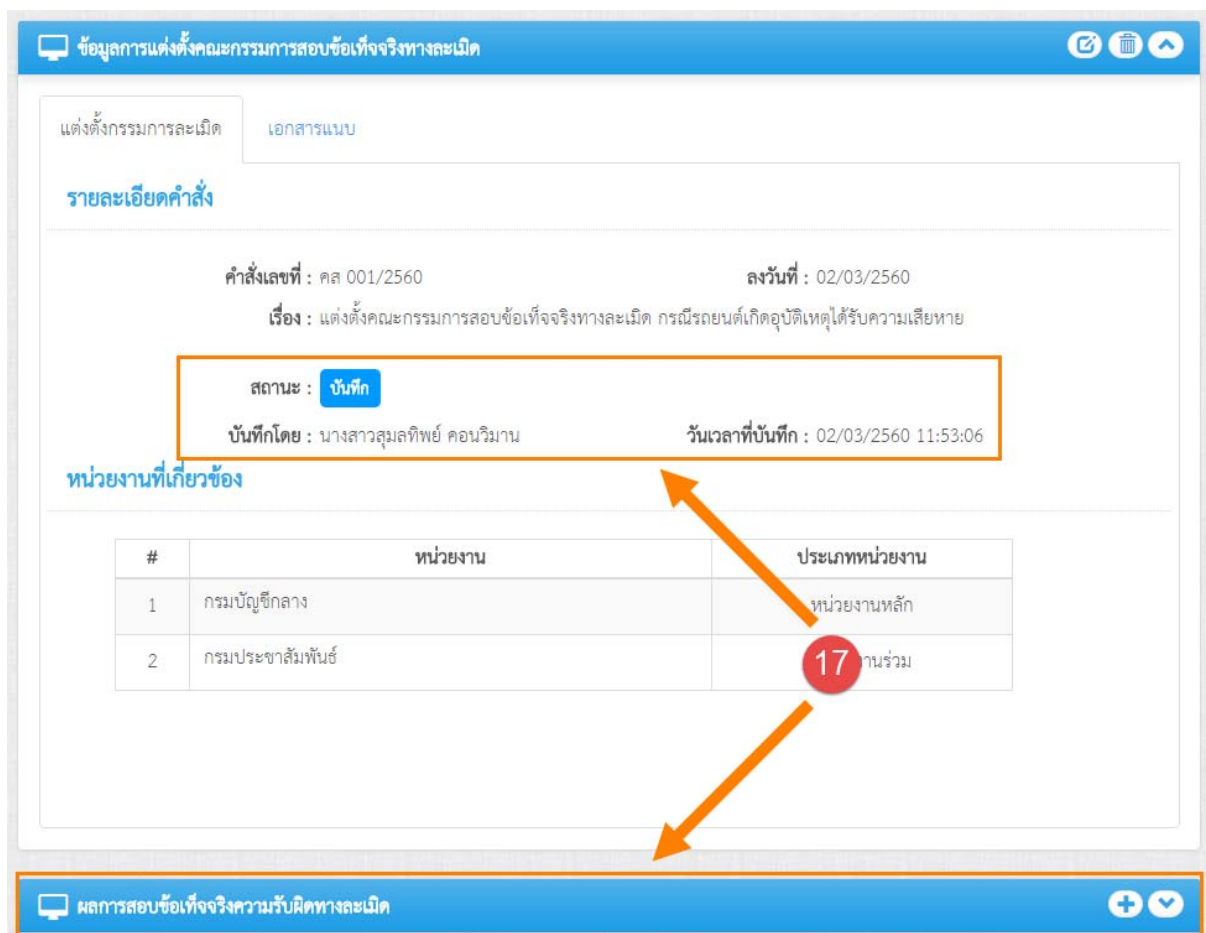 ข้อมูลการแต่งตั้งคณะกรรมการสอบข้อเท็จจริงทางละเมิด
แต่งตั้งกรรมการละเมิด เอกสารแนบ
รายละเอียดคำสั่ง
คำสั่งเลขที่ : คส 001/2560 ลงวันที่ : 02/03/2560
เรื่อง : แต่งตั้งคณะกรรมการสอบข้อเท็จจริงทางละเมิด กรณีรถยนต์เกิดอุบัติเหตุได้รับความเสียหาย
สถานะ : บันทึก
บันทึกโดย : นางสาวสุมลทิพย์ คอนวิมาน วันเวลาที่บันทึก : 02/03/2560 11:53:06
หน่วยงานที่เกี่ยวข้อง
# หน่วยงาน ประเภทหน่วยงาน
1 กรมบัญชีกลาง หน่วยงานหลัก
2 กรมประชาสัมพันธ์ 17 งานร่วม
ผลการสอบข้อเท็จจริงความรับผิดทางละเมิด